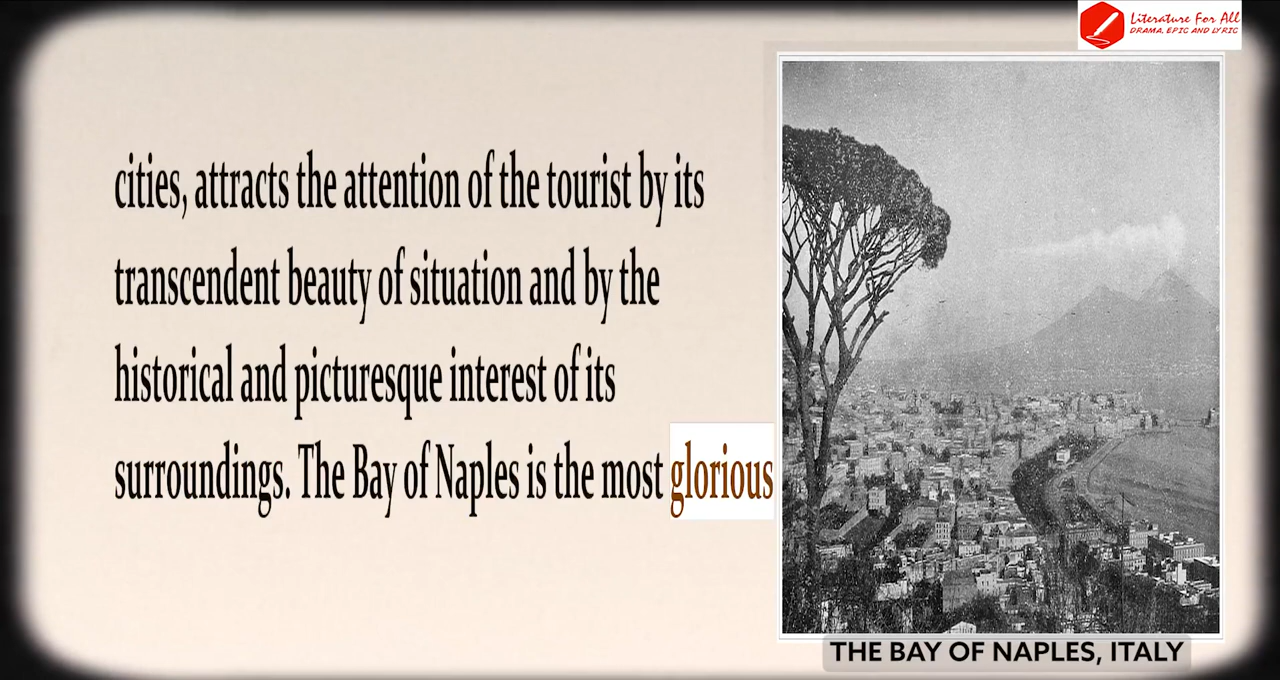 Literature For All
DRAMA, EPIC AND LYRIC
cities, attracts the attention of the tourist by its
transcendent beauty of situation and by the
historical and picturesque interest of its
surroundings. The Bay of Naples is the most glorious
THE BAY OF NAPLES, ITALY